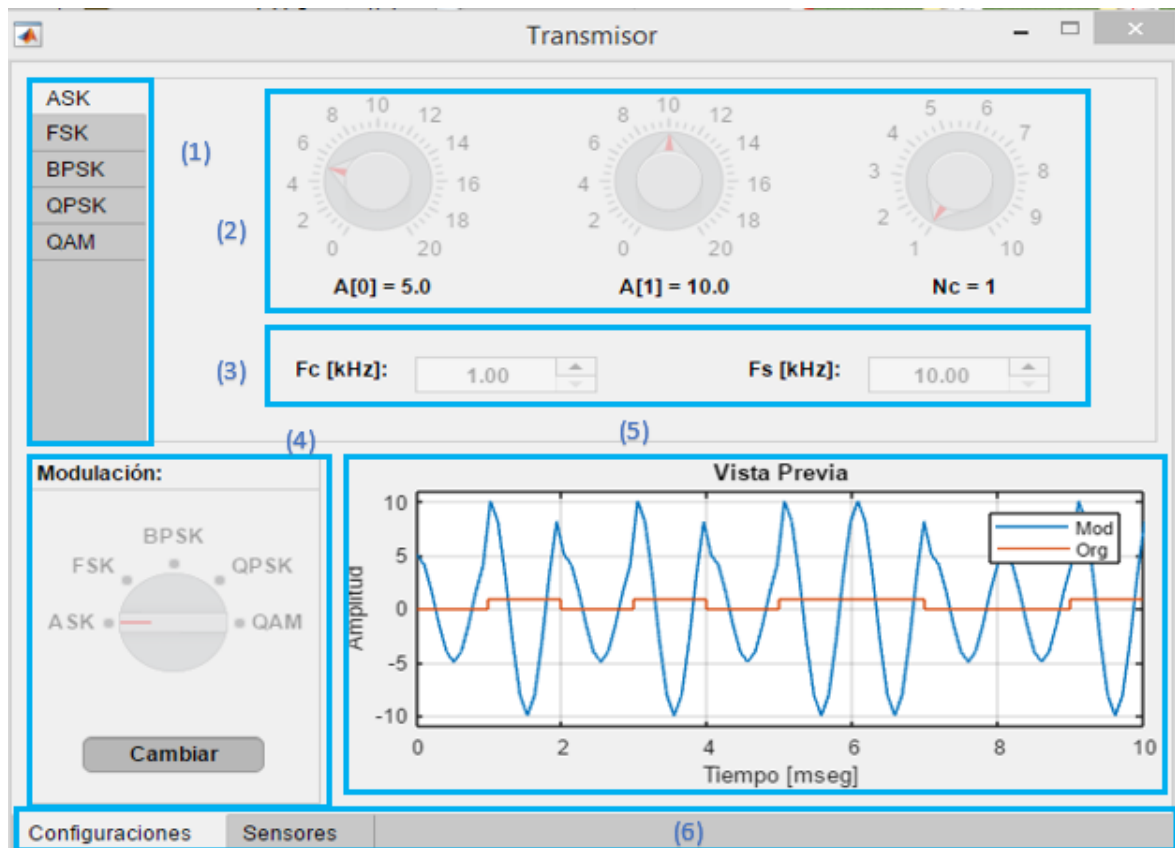 Transmisor
ASK
FSK
BPSK
QPSK
QAM
(1)
(2)
(3)
0 2 4 6 8 10 12 14 16 18 20
A[0] = 5.0
0 2 4 6 8 10 12 14 16 18 20
A[1] = 10.0
1 2 3 4 5 6 7 8 9 10
Nc = 1
Fc [kHz]: 1.00
Fs [kHz]: 10.00
(4)
(5)
Modulación:
ASK
FSK
BPSK
QPSK
QAM
Cambiar
Vista Previa
Mod
Org
Amplitud
10
5
0
-5
-10
0 2 4 6 8 10
Tiempo [mseg]
Configuraciones
Sensores
(6)